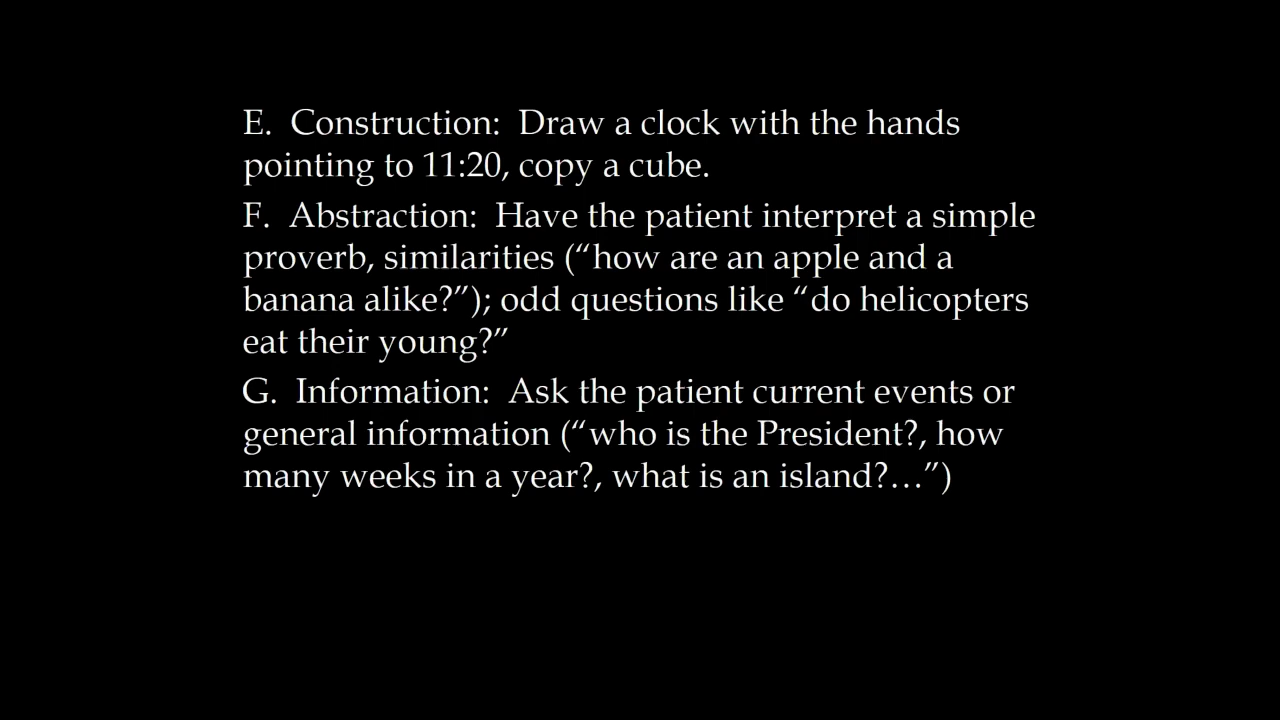 E.  Construction:  Draw a clock with the hands
pointing to 11:20, copy a cube.
F.  Abstraction:  Have the patient interpret a simple
proverb, similarities (“how are an apple and a
banana alike?”); odd questions like “do helicopters
eat their young?”
G.  Information:  Ask the patient current events or
general information (“who is the President?, how
many weeks in a year?, what is an island?…”)